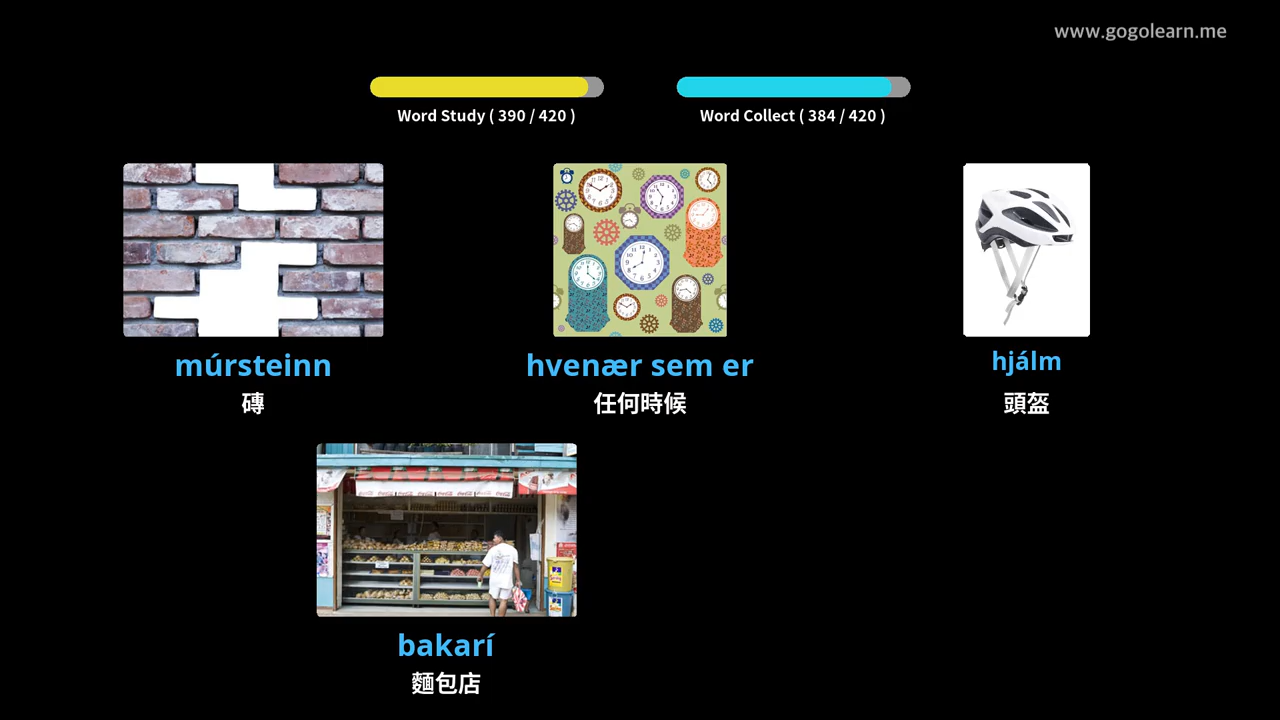 www.gogolearn.me
Word Study ( 390 / 420 )
Word Collect ( 384 / 420 )
múrsteinn
磚
hvenær sem er
任何時候
hjálm
頭盔
bakarí
麵包店